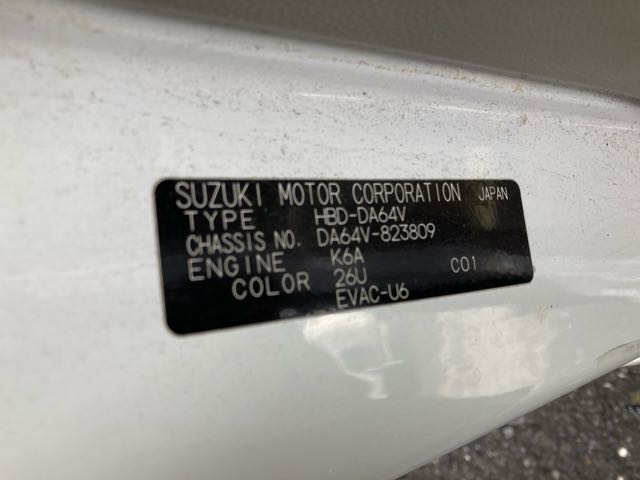 SUZUKI MOTOR CORPORATION JAPAN
TYPE HBD-DA64V
CHASSIS NO. DA64V-823809
ENGINE K6A
COLOR 26U C01
EVAC-U6